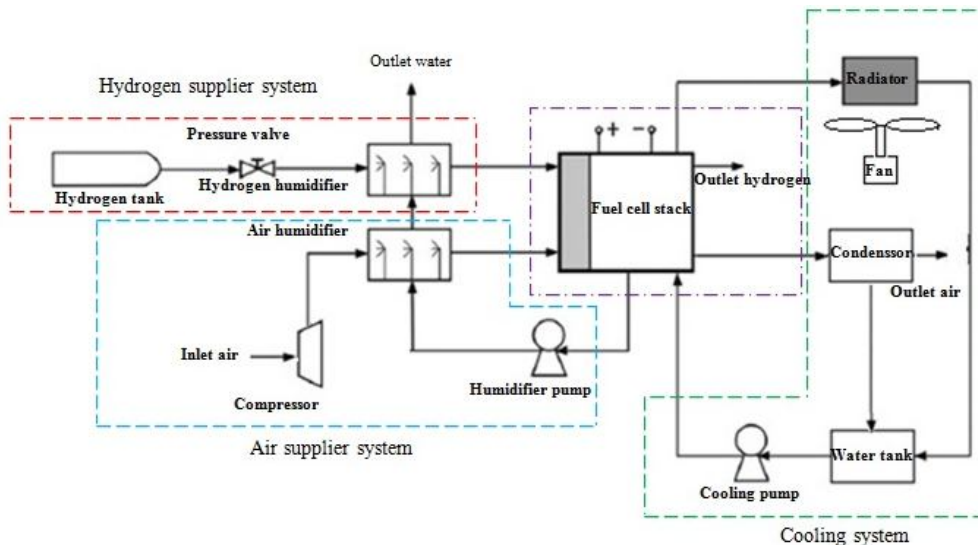 Outlet water
Hydrogen supplier system
Radiator
Pressure valve
+ -
Fan
Hydrogen tank
Hydrogen humidifier
Outlet hydrogen
Fuel cell stack
Air humidifier
Condenssor
Outlet air
Inlet air
Compressor
Humidifier pump
Air supplier system
Water tank
Cooling pump
Cooling system